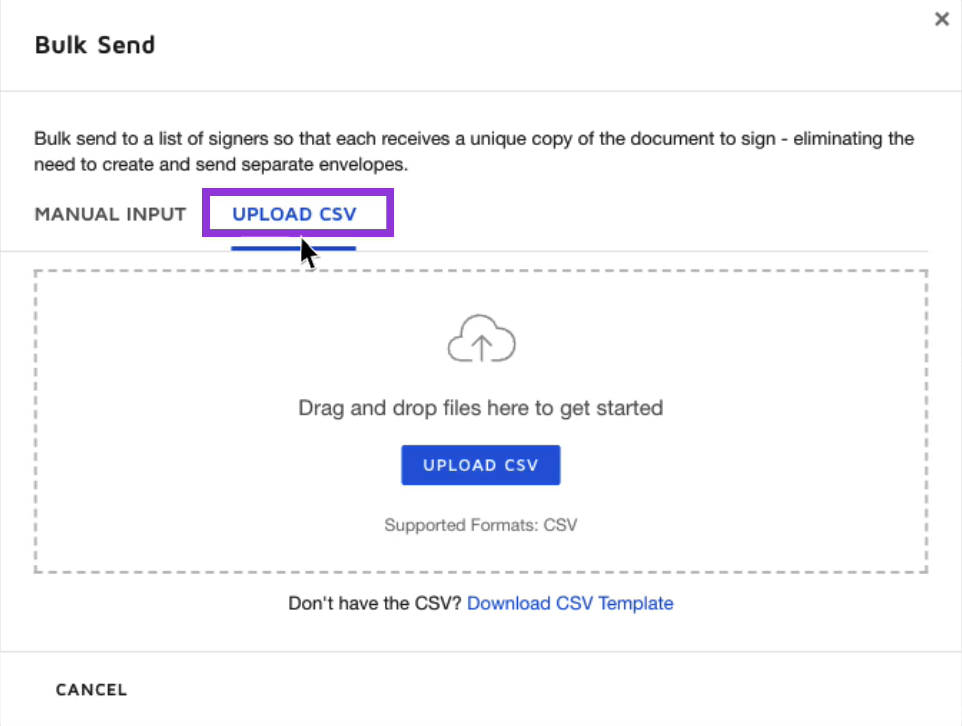 Bulk Send
Bulk send to a list of signers so that each receives a unique copy of the document to sign - eliminating the
need to create and send separate envelopes.
MANUAL INPUT UPLOAD CSV
Drag and drop files here to get started
UPLOAD CSV
Supported Formats: CSV
Don't have the CSV? Download CSV Template
CANCEL